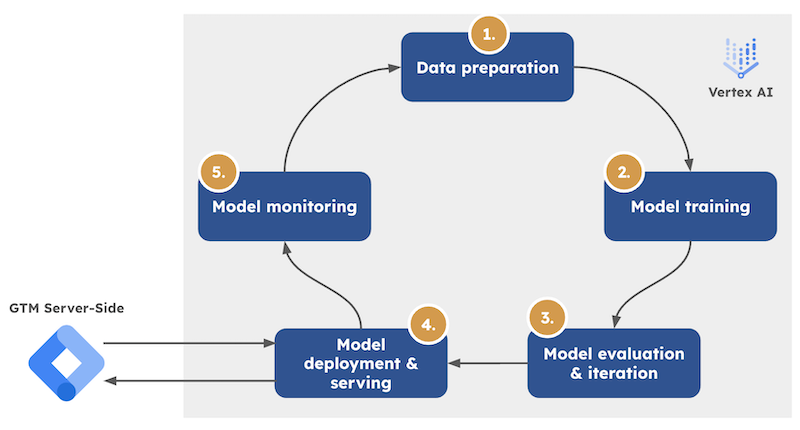 1.
Data preparation
Vertex AI
2.
Model training
3.
Model evaluation
& iteration
4.
Model
deployment &
serving
5.
Model monitoring
GTM Server-Side